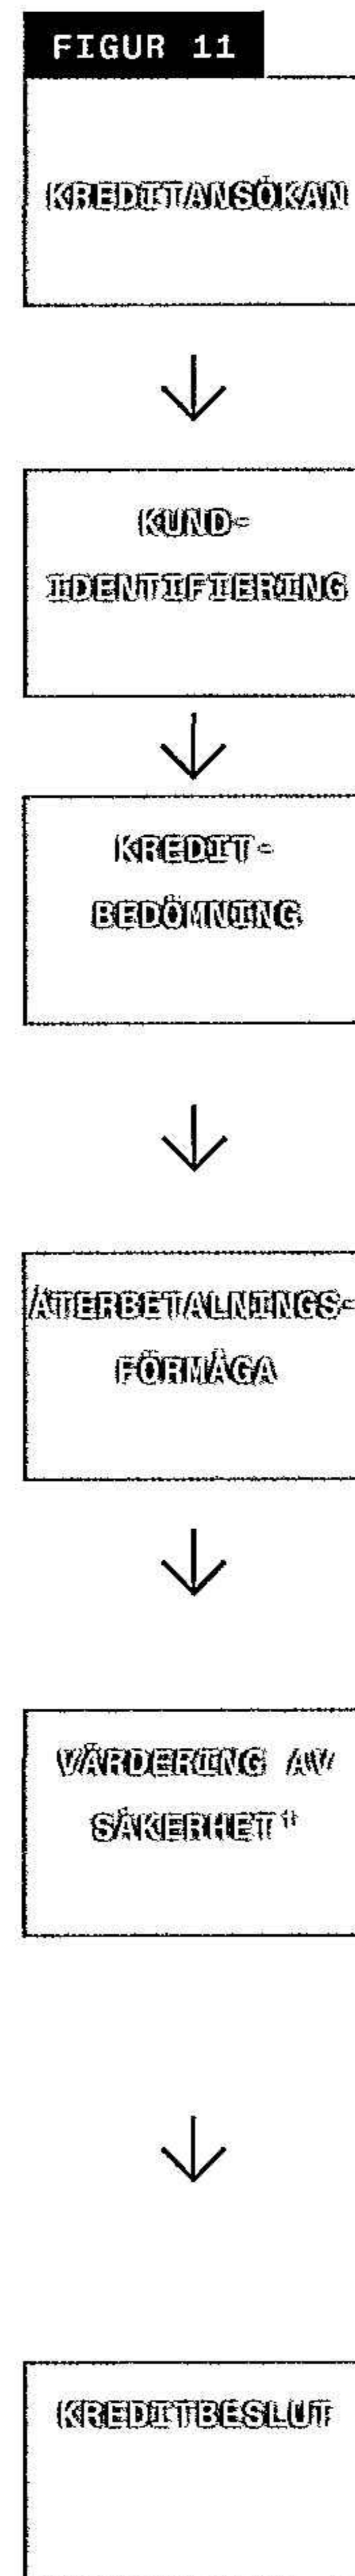 FIGUR 11
KREDITANSÖKAN
KUND-
IDENTIFIERING
KREDIT-
BEDÖMNING
ÅTERBETALNINGS-
FÖRMÅGA
VÄRDERING AV
SÄKERHET
KREDITBESLUT